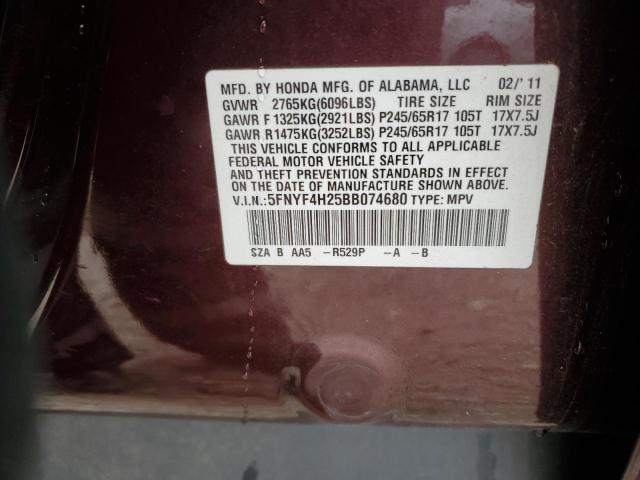 MFD. BY HONDA MFG. OF ALABAMA, LLC 02/'11
GVWR 2765KG(6096LBS) TIRE SIZE RIM SIZE
GAWR F 1325KG(2921LBS) P245/65R17 105T 17X7.5J
GAWR R 1475KG(3252LBS) P245/65R17 105T 17X7.5J
THIS VEHICLE CONFORMS TO ALL APPLICABLE
FEDERAL MOTOR VEHICLE SAFETY
AND THEFT PREVENTION STANDARDS IN EFFECT
ON THE DATE OF MANUFACTURE SHOWN ABOVE.
V.I.N.:5FNYF4H25BB074680 TYPE: MPV
SZA B AA5 -R529P -A -B